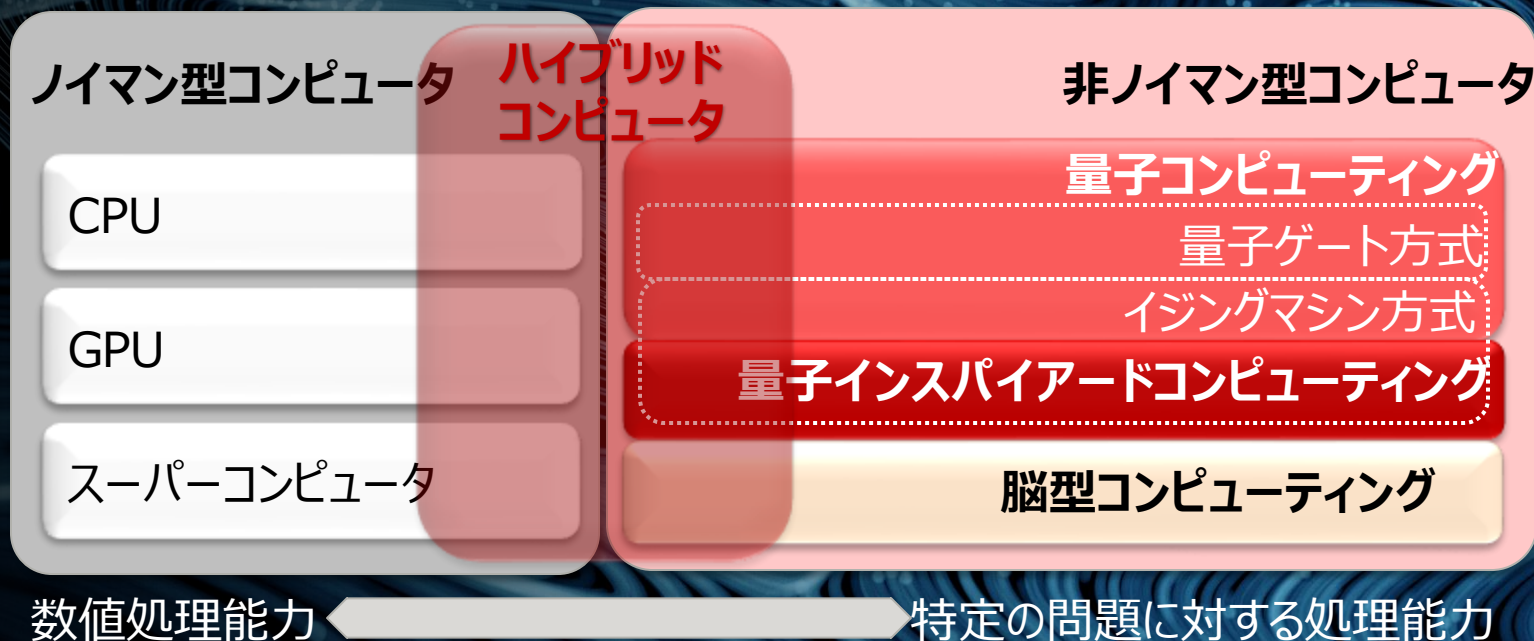 ノイマン型コンピュータ
ハイブリッド
コンピュータ
非ノイマン型コンピュータ
CPU
GPU
スーパーコンピュータ
量子コンピューティング
量子ゲート方式
イジングマシン方式
量子インスパイアードコンピューティング
脳型コンピューティング
数値処理能力
特定の問題に対する処理能力